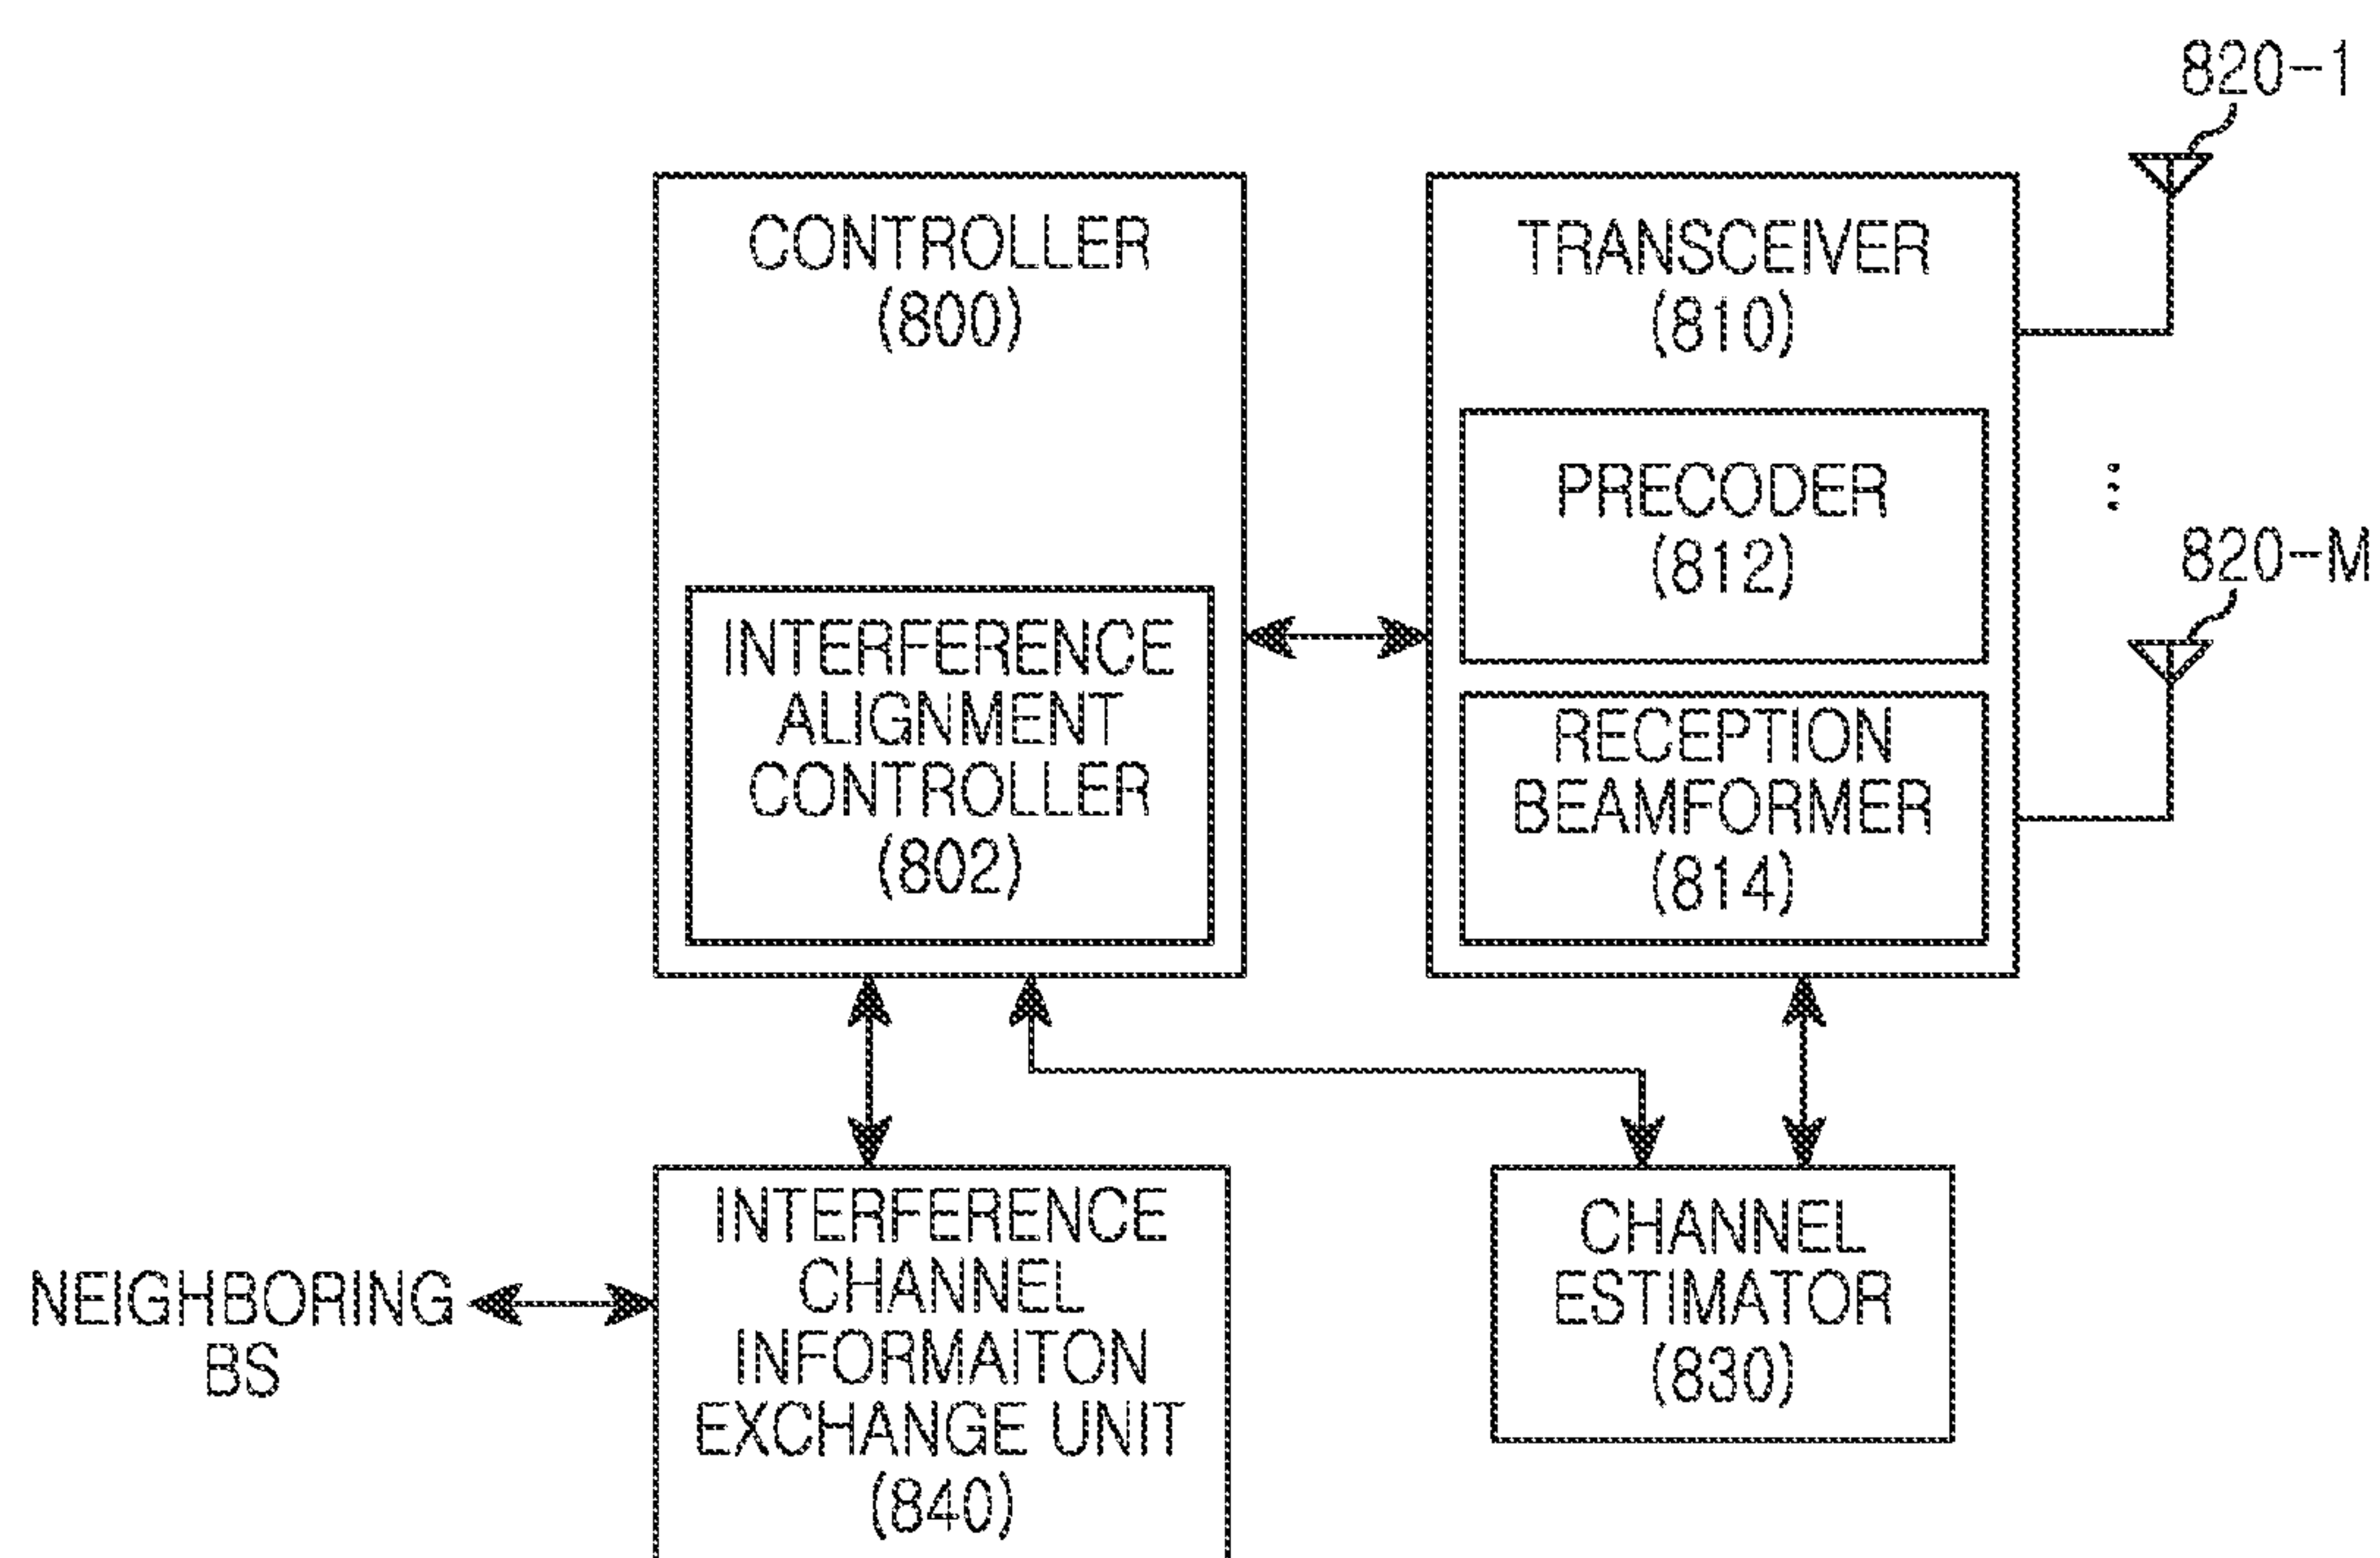 820-1
CONTROLLER
(800)
TRANSCEIVER
(810)
PRECODER
(812)
820-M
INTERFERENCE
ALIGNMENT
CONTROLLER
(802)
RECEPTION
BEAMFORMER
(814)
INTERFERENCE
CHANNEL
INFORMAITON
EXCHANGE UNIT
(840)
NEIGHBORING
BS
CHANNEL
ESTIMATOR
(830)